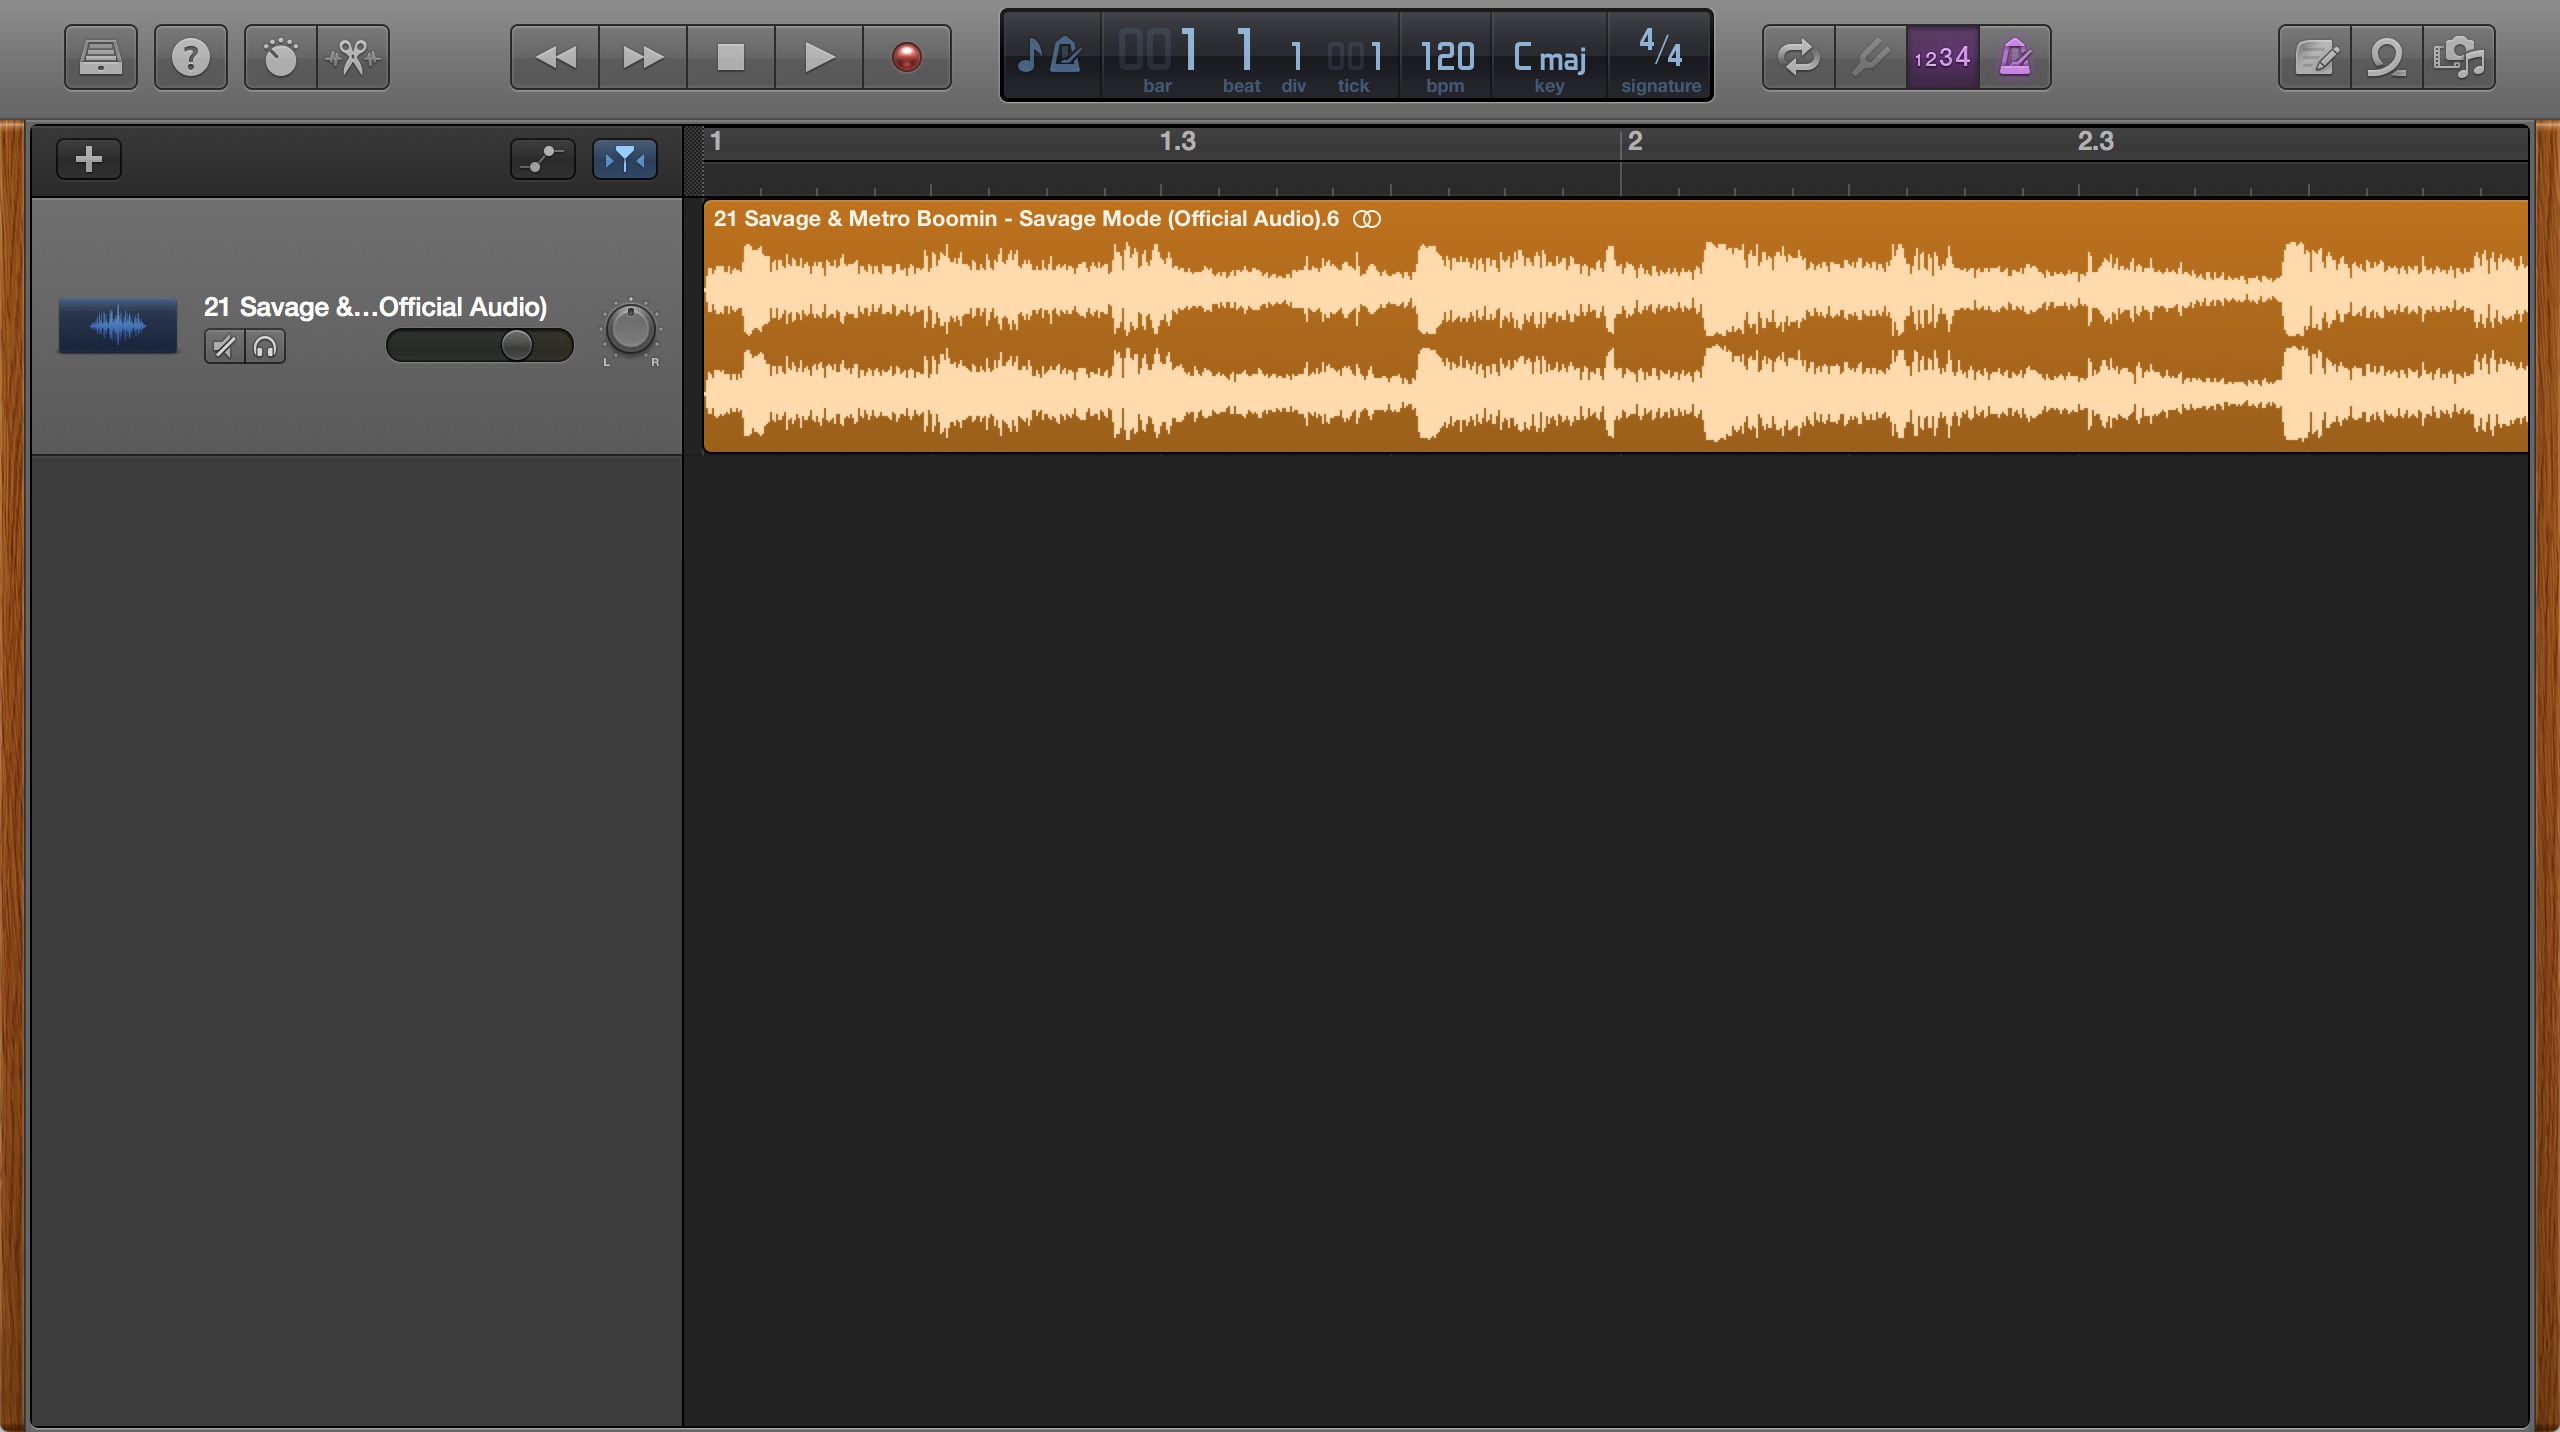 001 1 1 001 120 C maj 4/4
bar beat div tick bpm key signature
1234
1 1.3 2 2.3
21 Savage & Metro Boomin - Savage Mode (Official Audio).6
21 Savage &...Official Audio)
L R